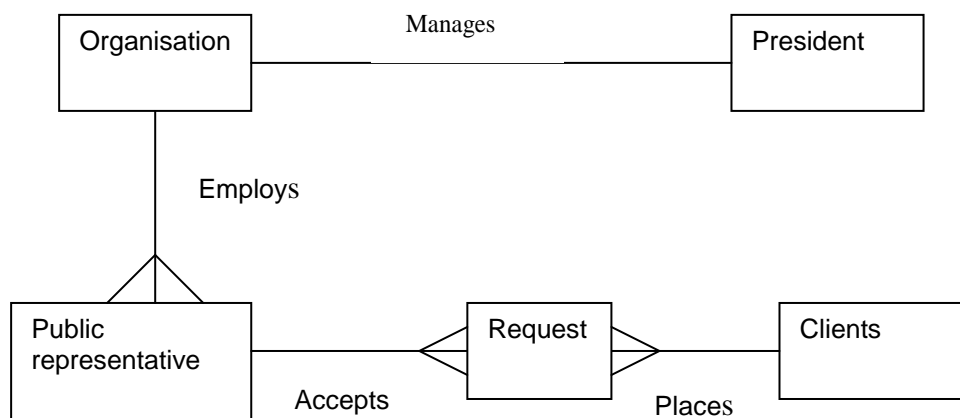 Manages
Organisation
President
Employs
Public
representative
Request
Clients
Accepts
Places